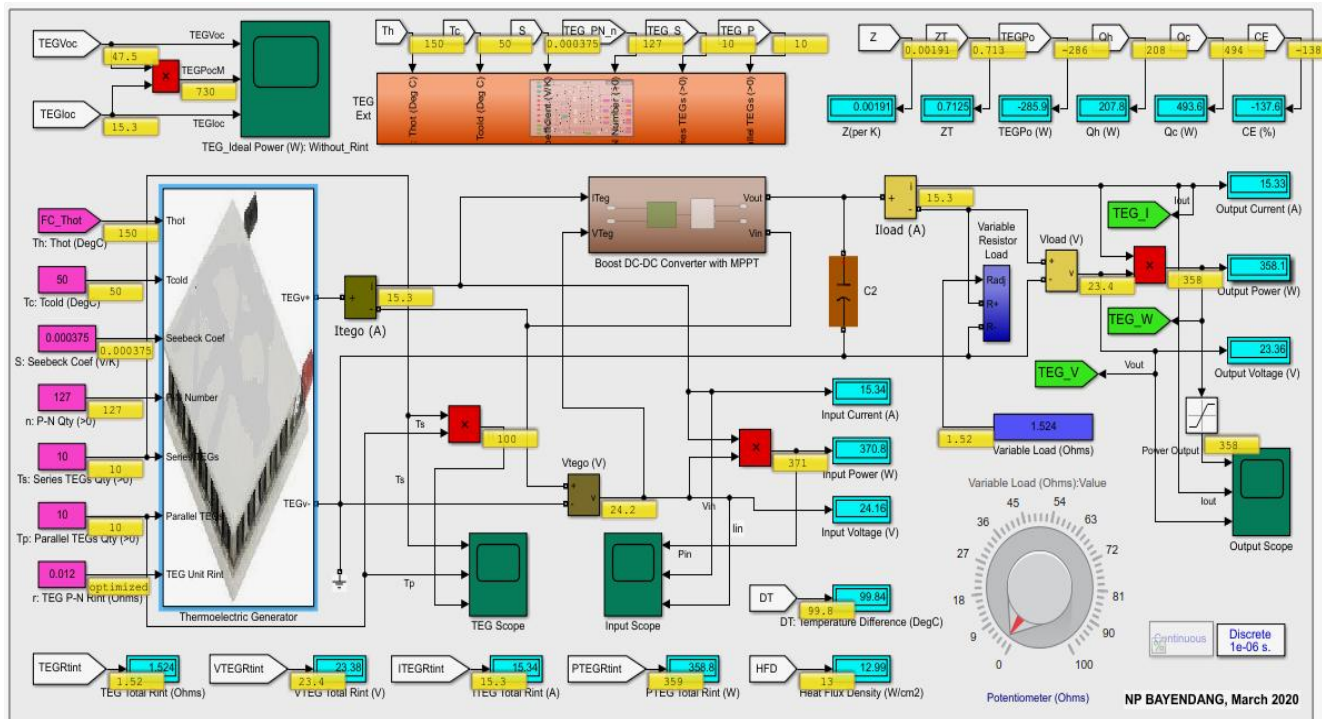 TEGVoc
47.5
TEGVoc
TEGPocM
730
TEGIoc
15.3
TEGIoc
TEG_Ideal Power (W): Without_Rint
Th
Tc
S
TEG_PN_n
TEG_S
TEG_P
150
50
0.000375
127
10
10
TEG
Ext
Thot (Deg C)
Tcold (Deg C)
oefficient (V/K)
Number (>0)
ries TEGs (>0)
allel TEGs (>0)
Z
ZT
TEGPo
Qh
Qc
CE
0.00191
0.713
-286
208
494
-138
0.00191
0.7125
-285.9
207.8
493.6
-137.6
Z(per K)
ZT
TEGPo (W)
Qh (W)
Qc (W)
CE (%)
FC_Thot
150
Th: Thot (DegC)
50
50
Tc: Tcold (DegC)
0.000375
0.000375
S: Seebeck Coef (V/K)
127
127
n: P-N Qty (>0)
10
10
Ts: Series TEGs Qty (>0)
10
10
Tp: Parallel TEGs Qty (>0)
0.012
optimized
r: TEG P-N Rint (Ohms)
Thot
Tcold
Seebeck Coef
P-N Number
Series TEGs
Parallel TEGs
TEG Unit Rint
TEGv+
TEGv-
Thermoelectric Generator
+
-
i
15.3
Itego (A)
ITeg
VTeg
Vout
Vin
Boost DC-DC Converter with MPPT
C2
+
-
i
15.3
Iload (A)
Variable
Resistor
Load
Radj
R+
R-
Vload (V)
+
-
v
23.4
358
Iout
15.33
Output Current (A)
TEG_I
358.1
Output Power (W)
TEG_W
23.36
Output Voltage (V)
Vout
TEG_V
Power Output
358
Iout
Output Scope
1.524
1.52
Variable Load (Ohms)
Ts
100
Ts
Tp
TEG Scope
Vtego (V)
+
-
v
24.2
Vin
Iin
Pin
371
15.34
Input Current (A)
370.8
Input Power (W)
24.16
Input Voltage (V)
Input Scope
DT
99.84
99.8
DT: Temperature Difference (DegC)
Variable Load (Ohms):Value
0
9
18
27
36
45
54
63
72
81
90
100
Potentiometer (Ohms)
Continuous
Discrete
1e-06 s.
TEGRtint
1.524
1.52
TEG Total Rint (Ohms)
VTEGRtint
23.38
23.4
VTEG Total Rint (V)
ITEGRtint
15.34
15.3
ITEG Total Rint (A)
PTEGRtint
358.8
359
PTEG Total Rint (W)
HFD
12.99
13
Heat Flux Density (W/cm2)
NP BAYENDANG, March 2020